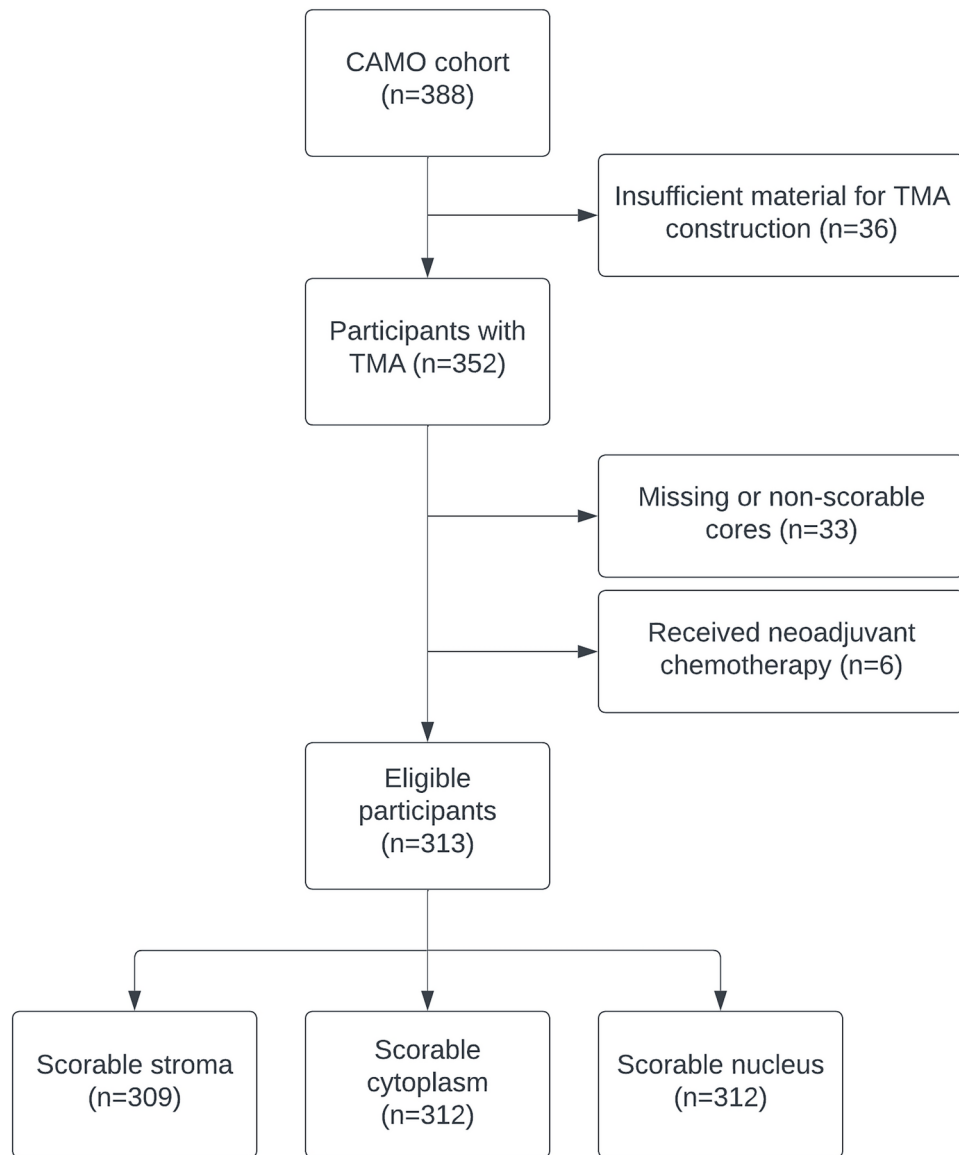 CAMO cohort
(n=388)
Insufficient material for TMA
construction (n=36)
Participants with
TMA (n=352)
Missing or non-scorable
cores (n=33)
Received neoadjuvant
chemotherapy (n=6)
Eligible
participants
(n=313)
Scorable stroma
(n=309)
Scorable
cytoplasm
(n=312)
Scorable nucleus
(n=312)